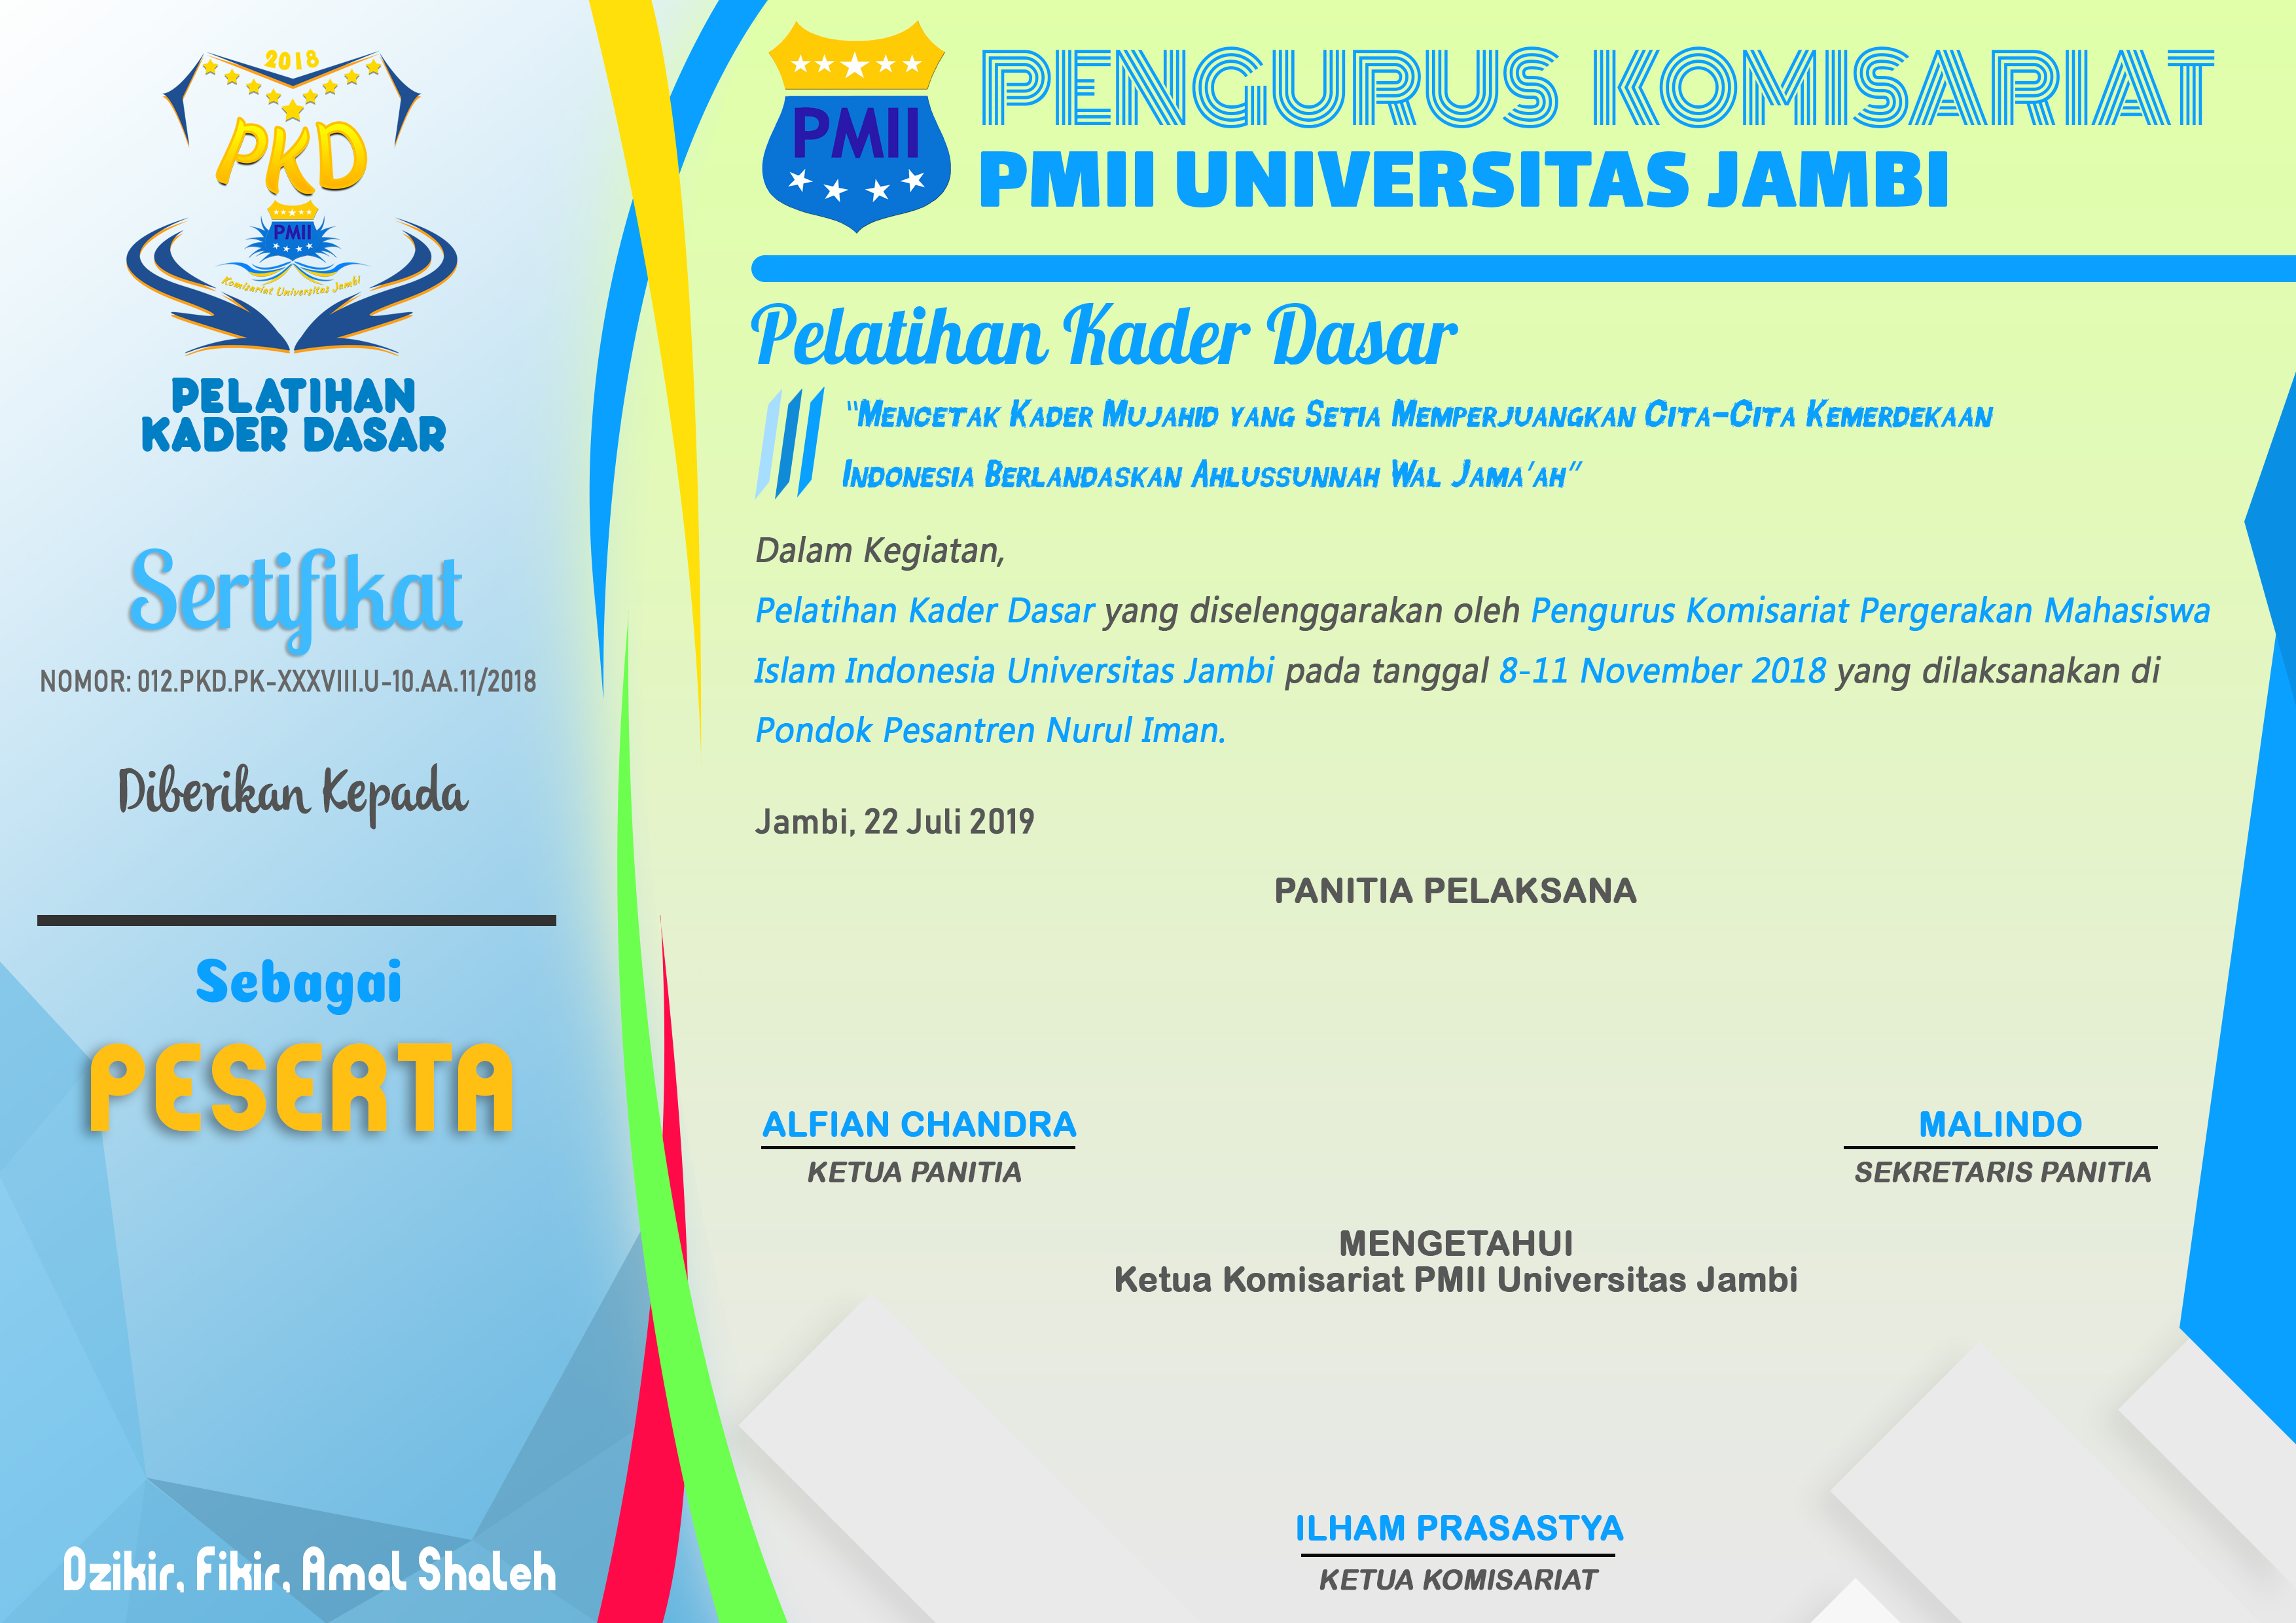 2018
PKD
PMII
Komisariat Universitas Jambi
PELATIHAN
KADER DASAR
Sertifikat
NOMOR: 012.PKD.PK-XXXVIII.U-10.AA.11/2018
Diberikan Kepada
Sebagai
PESERTA
Dzikir, Fikir, Amal Shaleh
PMII
PENGURUS KOMISARIAT
PMII UNIVERSITAS JAMBI
Pelatihan Kader Dasar
"Mencetak Kader Mujahid yang Setia Memperjuangkan Cita-Cita Kemerdekaan
Indonesia Berlandaskan Ahlussunnah Wal Jama'ah"
Dalam Kegiatan,
Pelatihan Kader Dasar yang diselenggarakan oleh Pengurus Komisariat Pergerakan Mahasiswa
Islam Indonesia Universitas Jambi pada tanggal 8-11 November 2018 yang dilaksanakan di
Pondok Pesantren Nurul Iman.
Jambi, 22 Juli 2019
PANITIA PELAKSANA
ALFIAN CHANDRA
KETUA PANITIA
MALINDO
SEKRETARIS PANITIA
MENGETAHUI
Ketua Komisariat PMII Universitas Jambi
ILHAM PRASASTYA
KETUA KOMISARIAT